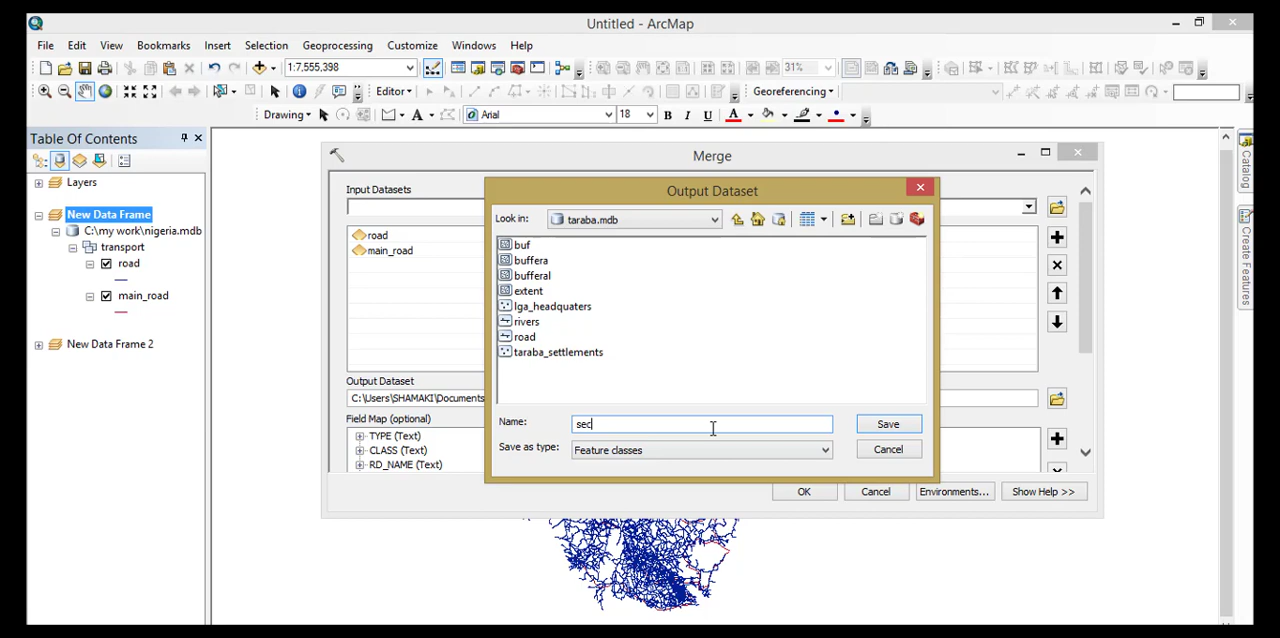 Untitled - ArcMap
File Edit View Bookmarks Insert Selection Geoprocessing Customize Windows Help
1:7,555,398 31%
Editor Georeferencing
Drawing A Arial 18 B I U A
Table Of Contents
Layers
New Data Frame
C:\my work\nigeria.mdb
transport
road
main_road
New Data Frame 2
Merge
Input Datasets
road
main_road
Output Dataset
C:\Users\SHAMAKI\Documents
Field Map (optional)
TYPE (Text)
CLASS (Text)
RD_NAME (Text)
OK Cancel Environments... Show Help >>
Output Dataset
Look in: taraba.mdb
buf
buffera
bufferal
extent
lga_headquaters
rivers
road
taraba_settlements
Name: sec Save
Save as type: Feature classes Cancel
Catalog
Create Features